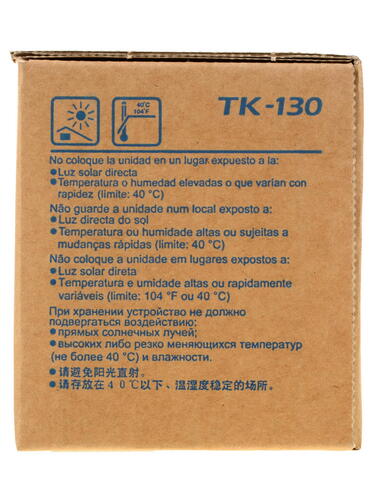 40°C
104°F
TK-130
No coloque la unidad en un lugar expuesto a la:
●Luz solar directa
●Temperatura o humedad elevadas o que varían con
rapidez (limite: 40 °C)
Não guarde a unidade num local exposto a:
●Luz directa do sol
●Temperatura ou humidade altas ou sujeitas a
mudanças rápidas (limite: 40 °C)
Não coloque a unidade em lugares expostos a:
●Luz solar direta
●Temperatura e umidade altas ou rapidamente
variáveis (limite: 104 °F ou 40 °C)
При хранении устройство не должно
подвергаться воздействию:
●прямых солнечных лучей;
●высоких либо резко меняющихся температур
(не более 40 °C) и влажности.
●请避免阳光直射。
●请存放在40℃以下、温湿度稳定的场所。